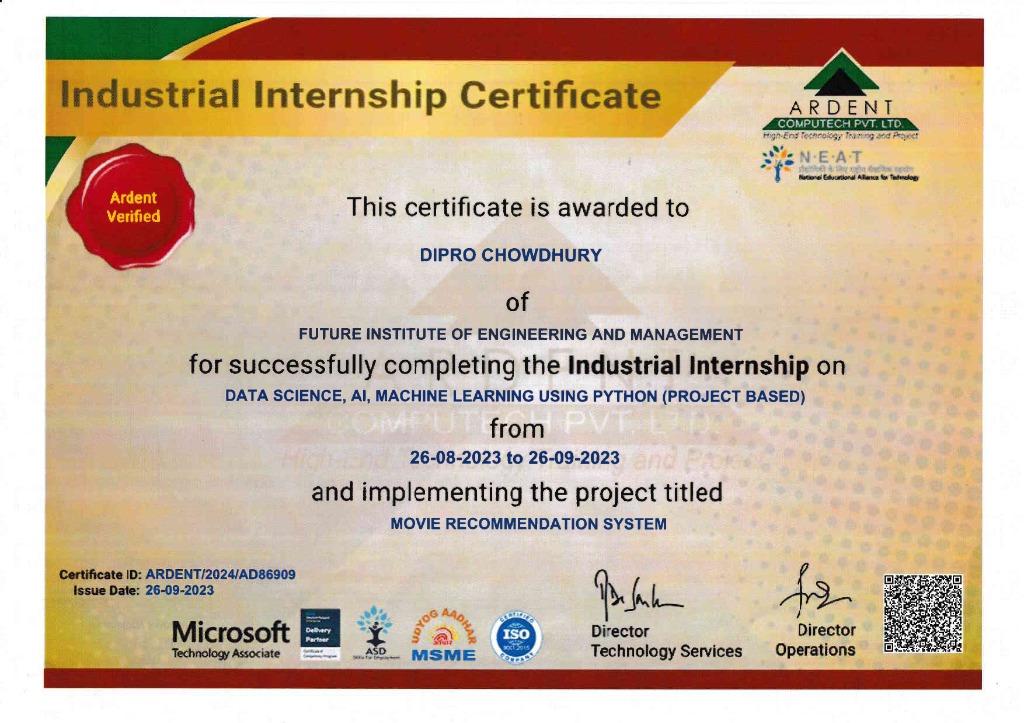 Industrial Internship Certificate
ARDENT
COMPUTECH PVT. LTD.
High-End Technology Training and Project
N·E·A·T
National Educational Alliance for Technology
Ardent
Verified
This certificate is awarded to
DIPRO CHOWDHURY
of
FUTURE INSTITUTE OF ENGINEERING AND MANAGEMENT
for successfully completing the Industrial Internship on
DATA SCIENCE, AI, MACHINE LEARNING USING PYTHON (PROJECT BASED)
from
26-08-2023 to 26-09-2023
and implementing the project titled
MOVIE RECOMMENDATION SYSTEM
Certificate ID: ARDENT/2024/AD86909
Issue Date: 26-09-2023
Microsoft
Technology Associate
Delivery
Partner
ASD
Skills For Employment
UDYOG AADHAR
MSME
CERTIFIED
ISO
9001:2015
COMPANY
Director
Technology Services
Director
Operations